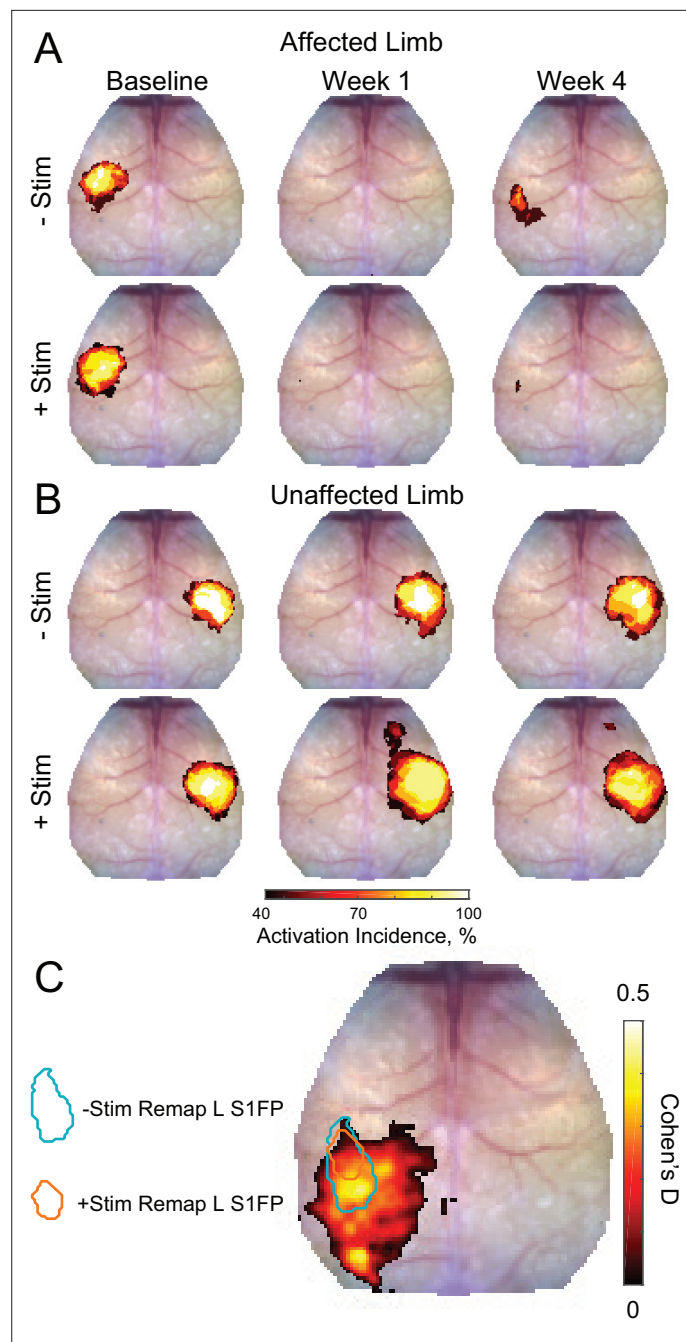 A
Affected Limb
Baseline
Week 1
Week 4
- Stim
+ Stim
B
Unaffected Limb
- Stim
+ Stim
40
70
100
Activation Incidence, %
C
0.5
-Stim Remap L S1FP
+Stim Remap L S1FP
Cohen's D
0